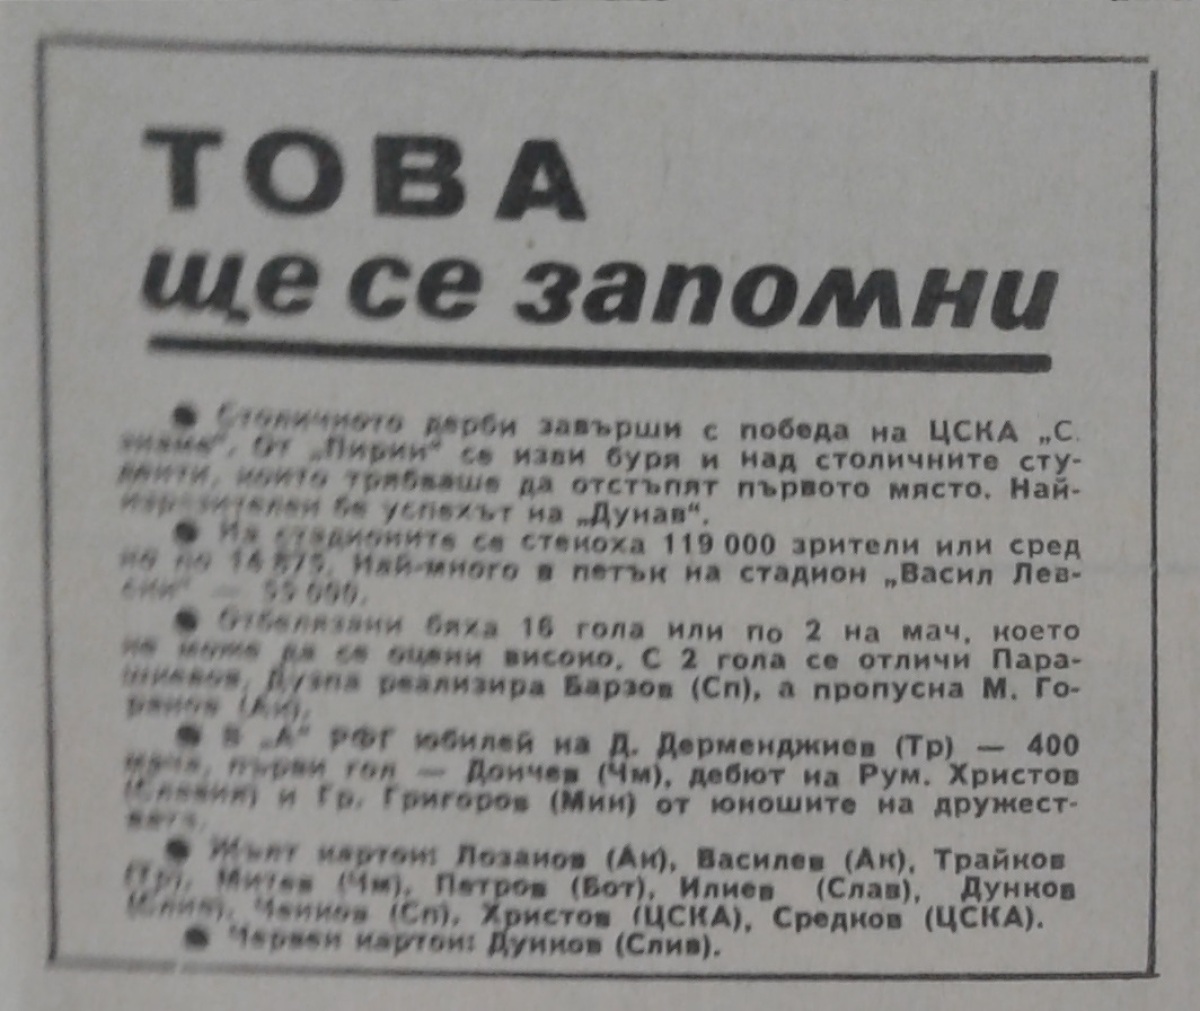 ТОВА
ще се запомни
● Столичното дерби завърши с победа на ЦСКА „С.
знаме“. От „Пирин“ се изви буря и над столичните сту-
денти, които трябваше да отстъпят първото място. Най-
изразителен бе успехът на „Дунав“.
● На стадионите се стекоха 119 000 зрители или сред
но по 14 875. Най-много в петък на стадион „Васил Лев-
ски“ — 55 000.
● Отбелязани бяха 16 гола или по 2 на мач, което
не може да се оцени високо. С 2 гола се отличи Пара-
шкевов. Дузпа реализира Барзов (Сп), а пропусна М. Го-
ранов (Ак).
● В „А“ РФГ юбилей на Д. Дерменджиев (Тр) — 400
мача, първи гол — Дойчев (Чм), дебют на Рум. Христов
(Славия) и Гр. Григоров (Мин) от юношите на дружест-
вата.
● Жълт картон: Лозанов (Ак), Василев (Ак), Трайков
(Тр), Митев (Чм), Петров (Бот), Илиев (Слав), Дунков
(Слив), (Сп), Христов (ЦСКА), Средков (ЦСКА).
● Червен картон: Дунков (Слив).